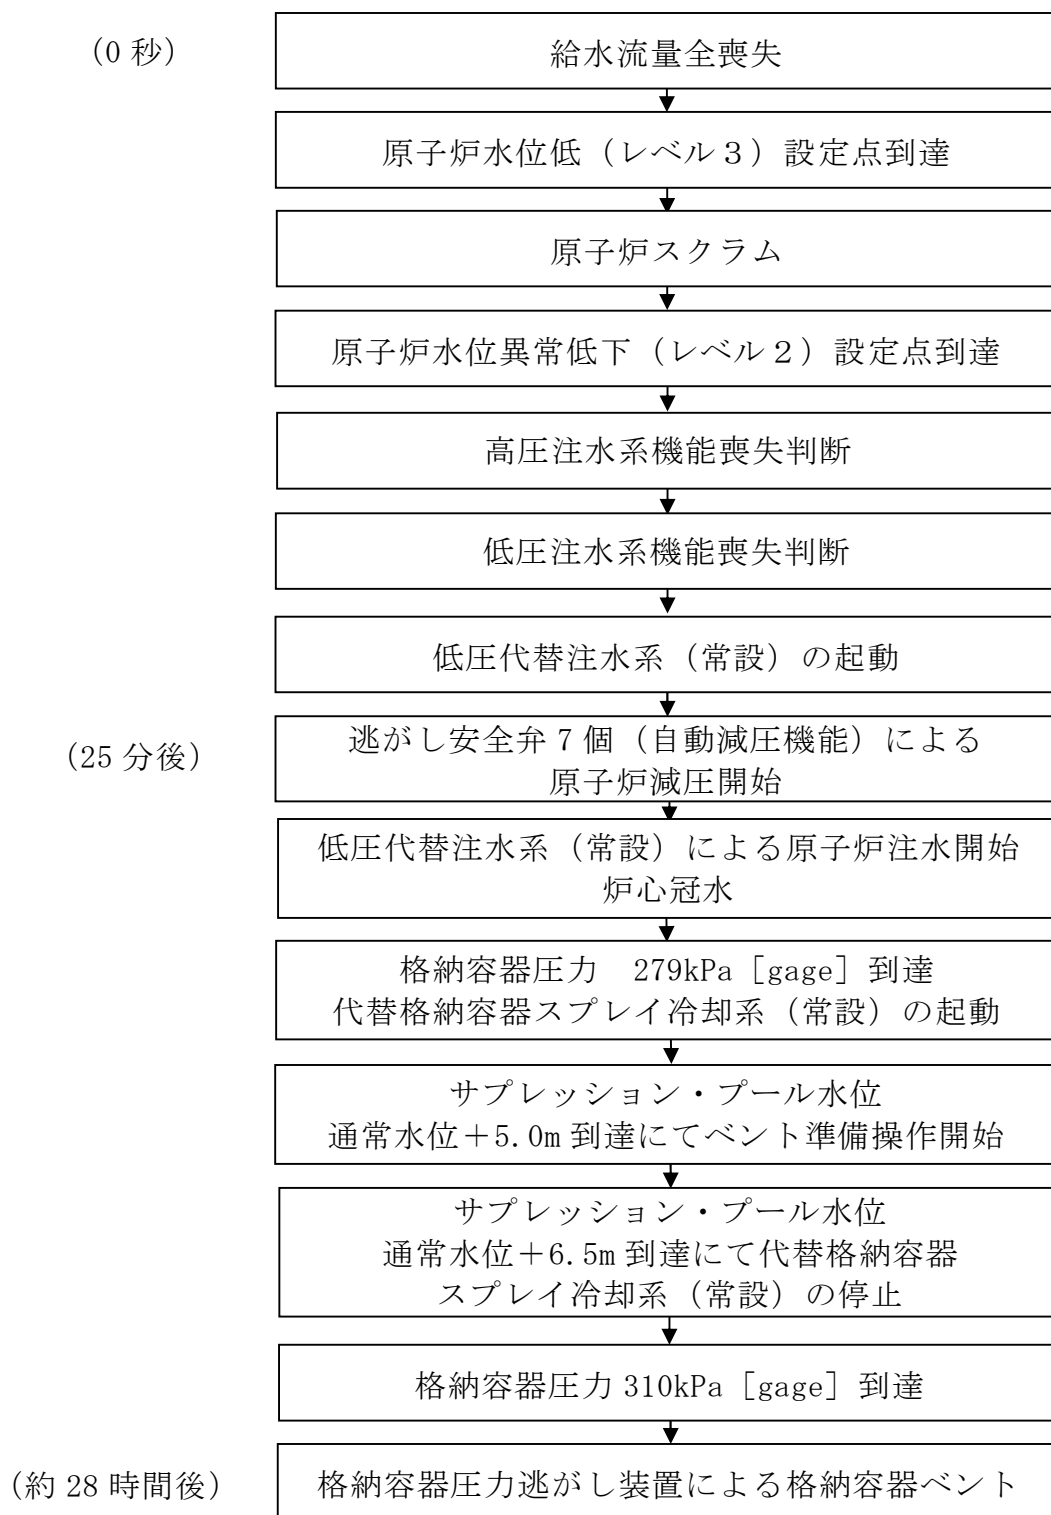 (0 秒)
給水流量全喪失
原子炉水位低（レベル３）設定点到達
原子炉スクラム
原子炉水位異常低下（レベル２）設定点到達
高圧注水系機能喪失判断
低圧注水系機能喪失判断
低圧代替注水系（常設）の起動
(25 分後)
逃がし安全弁 7 個（自動減圧機能）による
原子炉減圧開始
低圧代替注水系（常設）による原子炉注水開始
炉心冠水
格納容器圧力　279kPa［gage］到達
代替格納容器スプレイ冷却系（常設）の起動
サプレッション・プール水位
通常水位＋5.0m 到達にてベント準備操作開始
サプレッション・プール水位
通常水位＋6.5m 到達にて代替格納容器
スプレイ冷却系（常設）の停止
格納容器圧力 310kPa［gage］到達
(約 28 時間後)
格納容器圧力逃がし装置による格納容器ベント